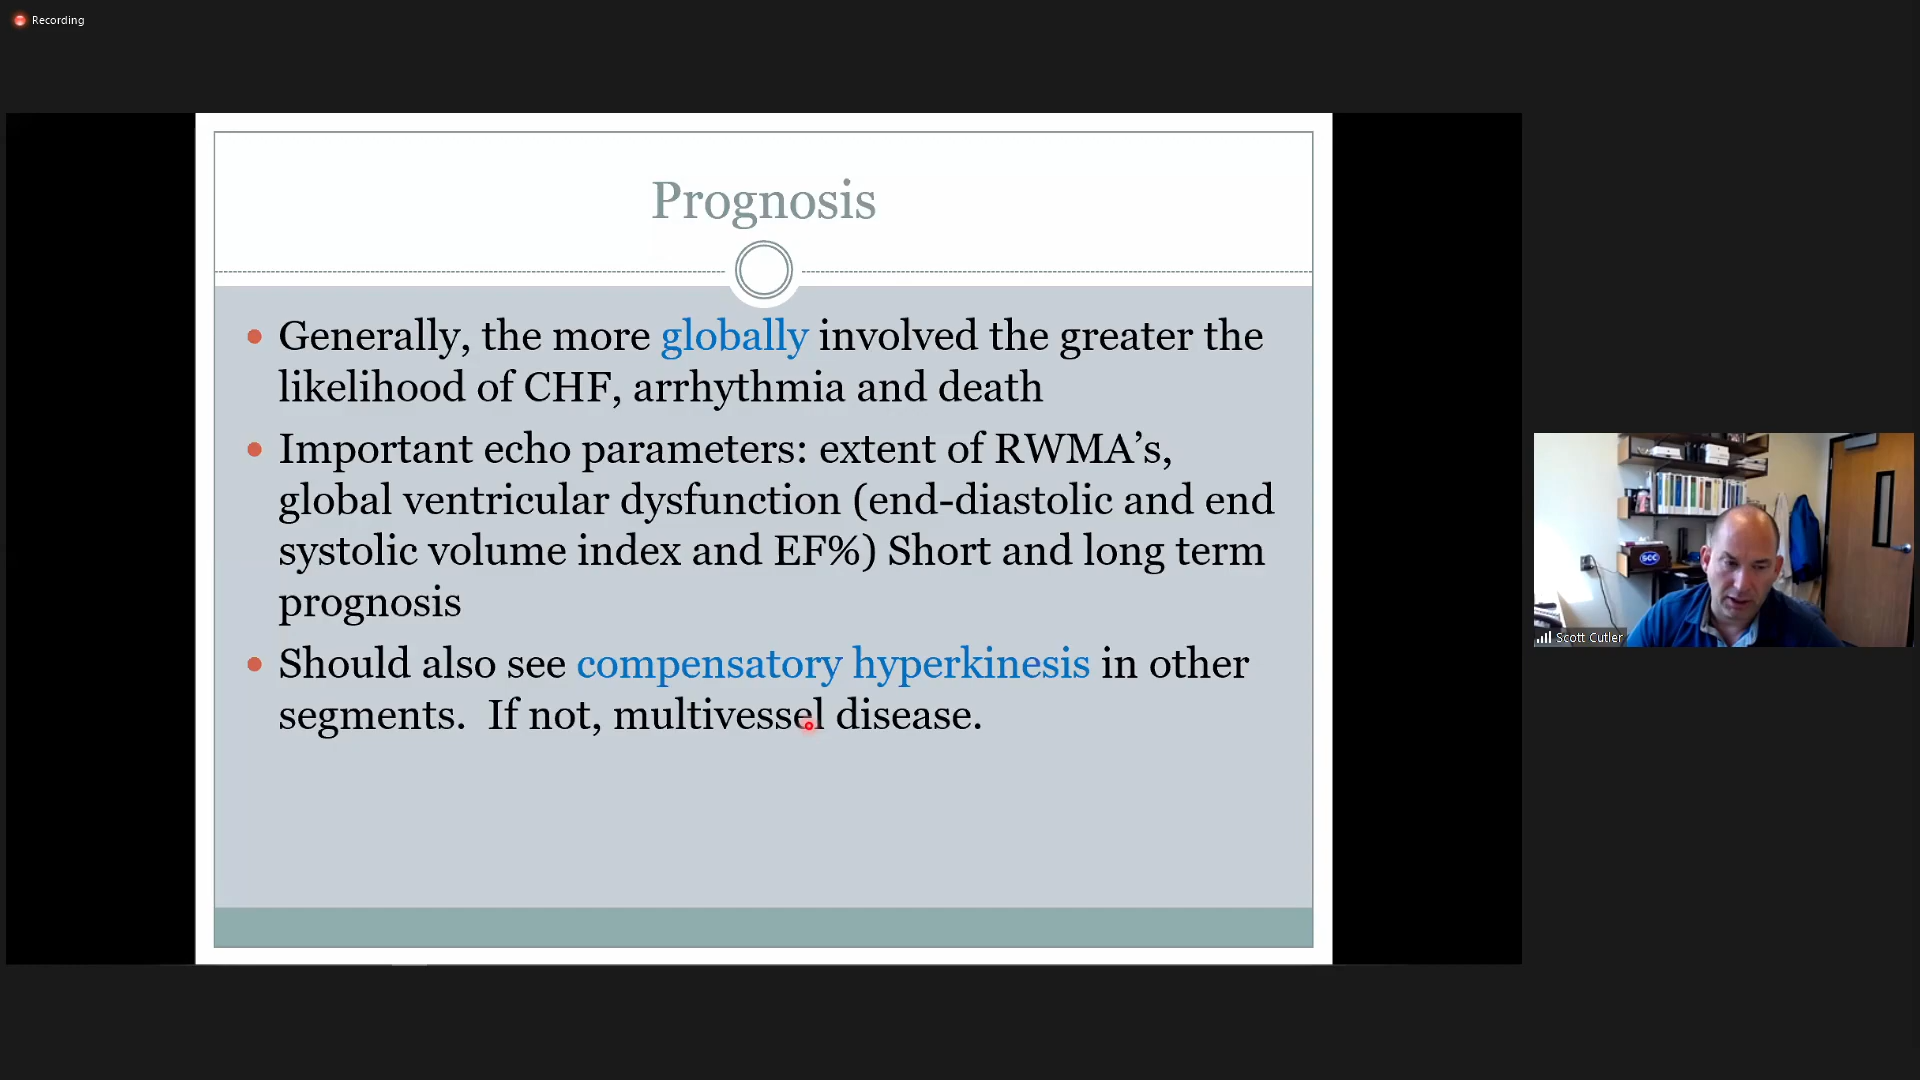 Recording
Prognosis
Generally, the more globally involved the greater the
likelihood of CHF, arrhythmia and death
Important echo parameters: extent of RWMA’s,
global ventricular dysfunction (end-diastolic and end
systolic volume index and EF%) Short and long term
prognosis
Should also see compensatory hyperkinesis in other
segments.  If not, multivessel disease.
SCC
Scott Cutler